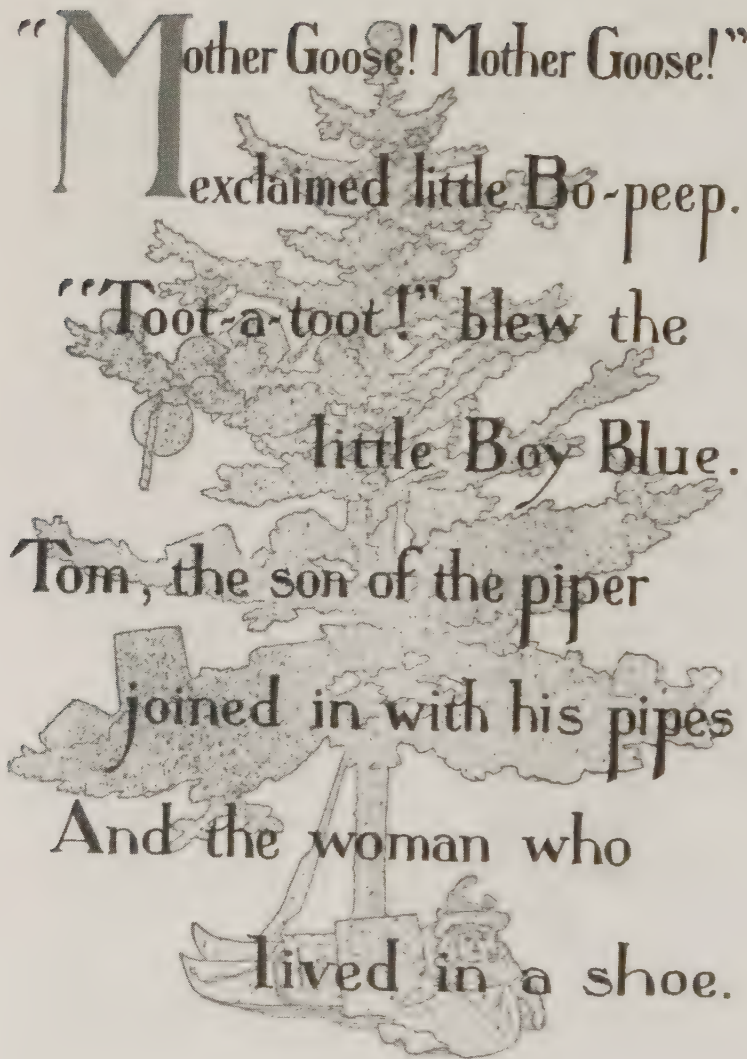 "Mother Goose! Mother Goose!"
exclaimed little Bo-peep.
"Toot-a-toot!" blew the
little Boy Blue.
Tom, the son of the piper
joined in with his pipes
And the woman who
lived in a shoe.